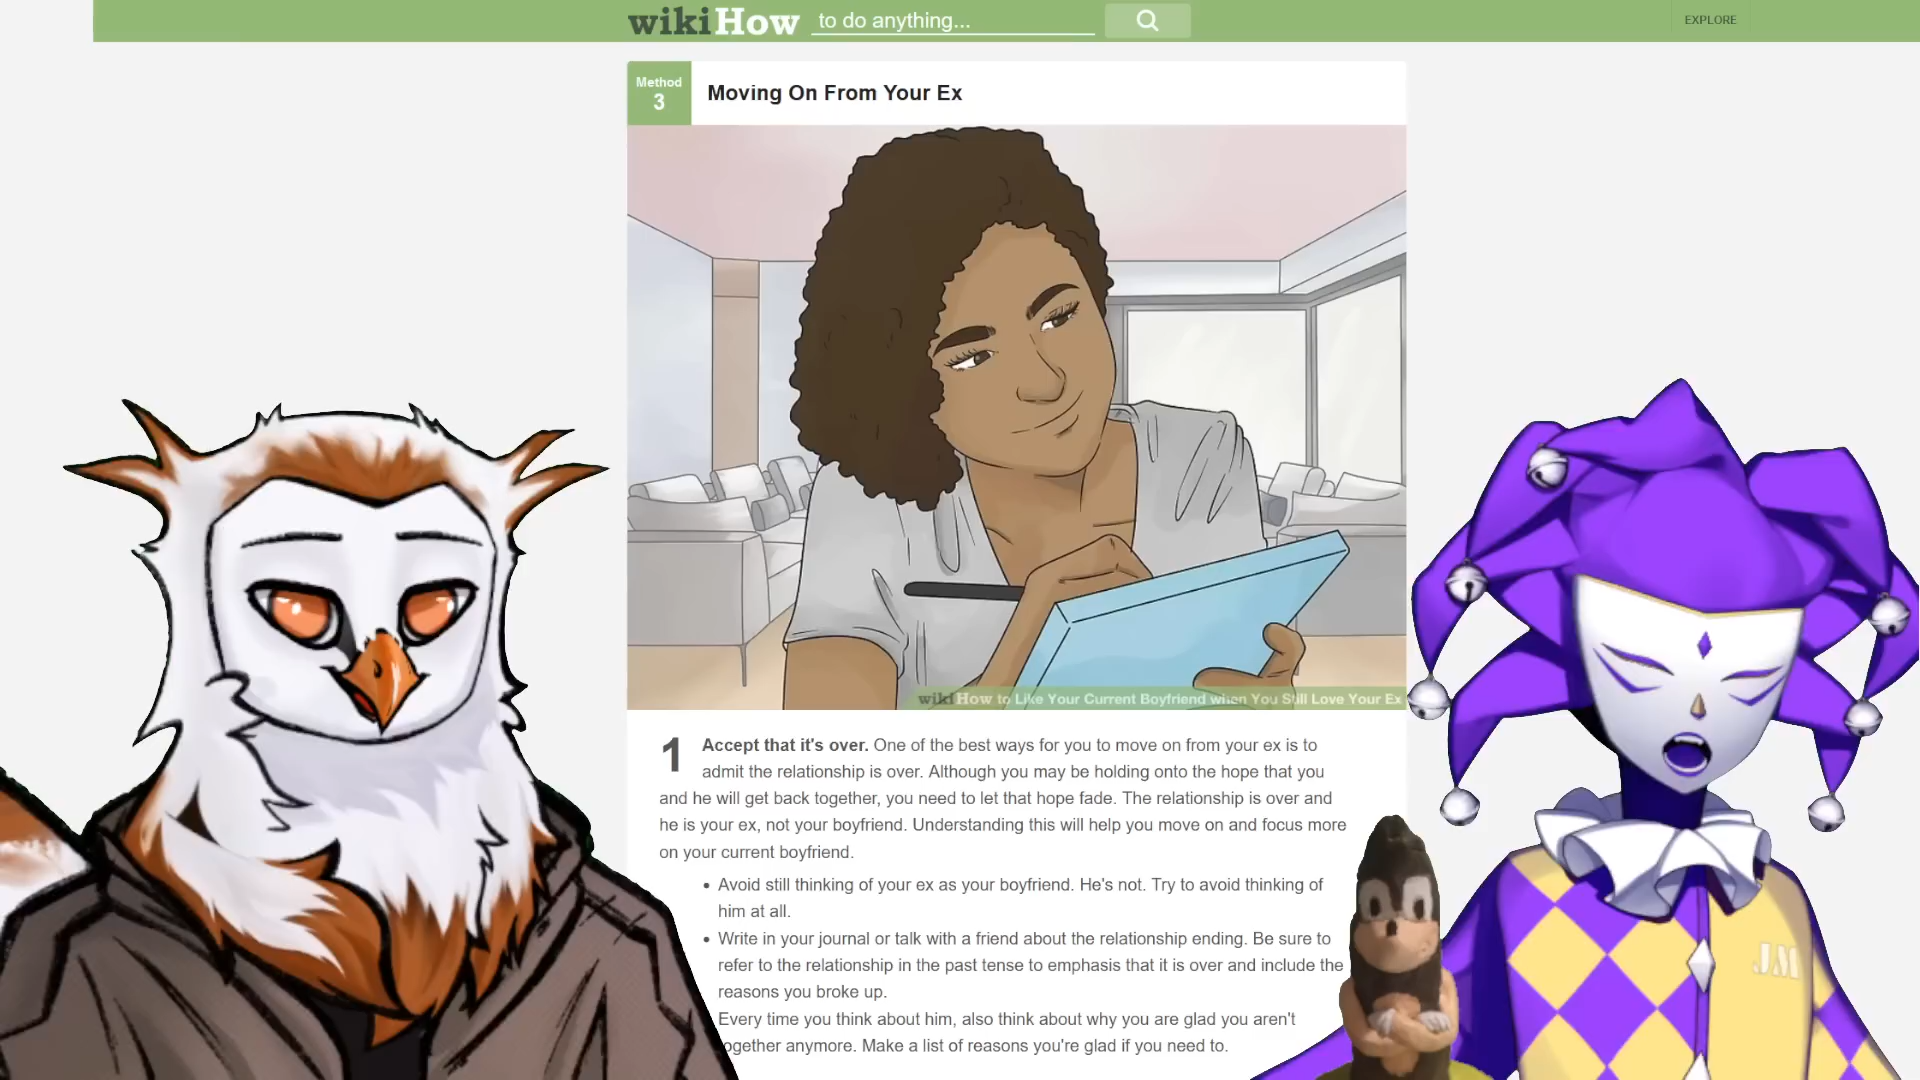 wikiHow to do anything...
EXPLORE
Method
3
Moving On From Your Ex
wikiHow to Like Your Current Boyfriend when You Still Love Your Ex
1 Accept that it's over. One of the best ways for you to move on from your ex is to
admit the relationship is over. Although you may be holding onto the hope that you
and he will get back together, you need to let that hope fade. The relationship is over and
he is your ex, not your boyfriend. Understanding this will help you move on and focus more
on your current boyfriend.
• Avoid still thinking of your ex as your boyfriend. He's not. Try to avoid thinking of
him at all.
• Write in your journal or talk with a friend about the relationship ending. Be sure to
refer to the relationship in the past tense to emphasis that it is over and include the
reasons you broke up.
Every time you think about him, also think about why you are glad you aren't
ogether anymore. Make a list of reasons you're glad if you need to.
JM